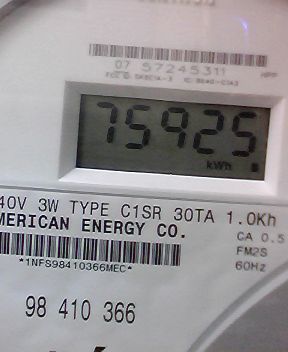 07 57245311
75925
kWh
40V 3W TYPE C1SR 30TA 1.0Kh
MERICAN ENERGY CO.
CA 0.5
FM2S
*1NFS98410366MEC*
60Hz
98 410 366